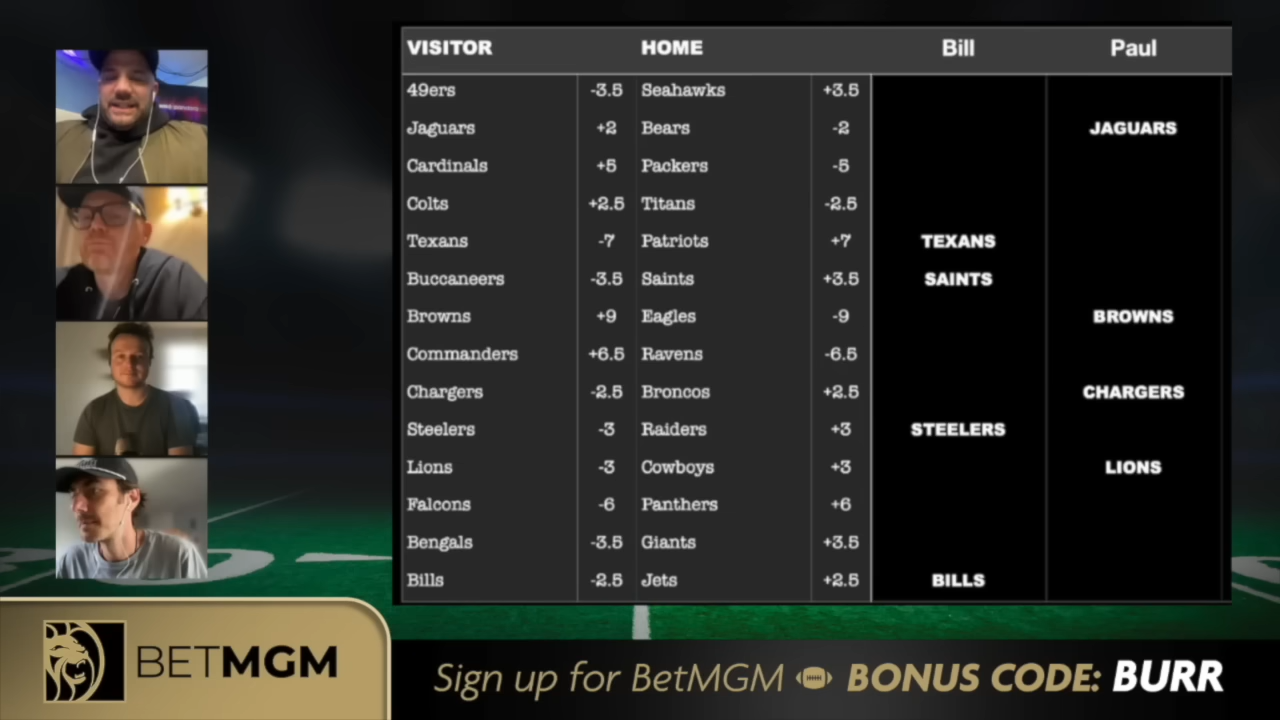 VISITOR HOME Bill Paul
49ers -3.5 Seahawks +3.5
Jaguars +2 Bears -2 JAGUARS
Cardinals +5 Packers -5
Colts +2.5 Titans -2.5
Texans -7 Patriots +7 TEXANS
Buccaneers -3.5 Saints +3.5 SAINTS
Browns +9 Eagles -9 BROWNS
Commanders +6.5 Ravens -6.5
Chargers -2.5 Broncos +2.5 CHARGERS
Steelers -3 Raiders +3 STEELERS
Lions -3 Cowboys +3 LIONS
Falcons -6 Panthers +6
Bengals -3.5 Giants +3.5
Bills -2.5 Jets +2.5 BILLS
BETMGM
Sign up for BetMGM BONUS CODE: BURR